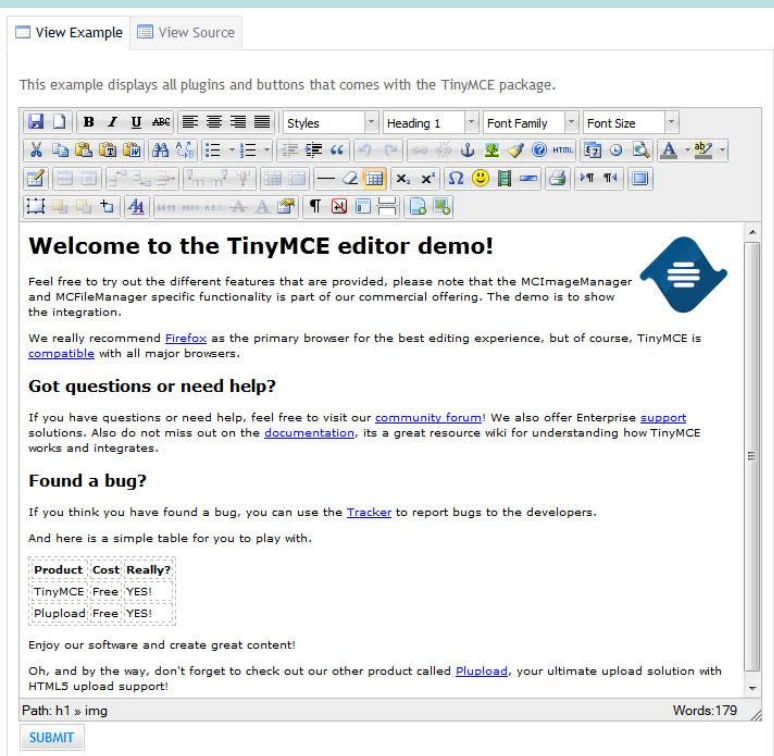 View Example View Source
This example displays all plugins and buttons that comes with the TinyMCE package.
B I U ABC Styles Heading 1 Font Family Font Size
HTML A ab
A
Welcome to the TinyMCE editor demo!
Feel free to try out the different features that are provided, please note that the MCImageManager
and MCFileManager specific functionality is part of our commercial offering. The demo is to show
the integration.
We really recommend Firefox as the primary browser for the best editing experience, but of course, TinyMCE is
compatible with all major browsers.
Got questions or need help?
If you have questions or need help, feel free to visit our community forum! We also offer Enterprise support
solutions. Also do not miss out on the documentation, its a great resource wiki for understanding how TinyMCE
works and integrates.
Found a bug?
If you think you have found a bug, you can use the Tracker to report bugs to the developers.
And here is a simple table for you to play with.
Product Cost Really?
TinyMCE Free YES!
Plupload Free YES!
Enjoy our software and create great content!
Oh, and by the way, don't forget to check out our other product called Plupload, your ultimate upload solution with
HTML5 upload support!
Path: h1 » img Words:179
SUBMIT